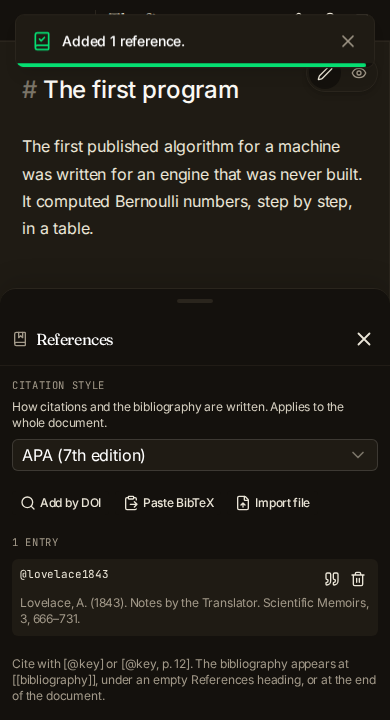 Added 1 reference.
# The first program
The first published algorithm for a machine
was written for an engine that was never built.
It computed Bernoulli numbers, step by step,
in a table.
References
CITATION STYLE
How citations and the bibliography are written. Applies to the
whole document.
APA (7th edition)
Add by DOI
Paste BibTeX
Import file
1 ENTRY
@lovelace1843
Lovelace, A. (1843). Notes by the Translator. Scientific Memoirs,
3, 666–731.
Cite with [@key] or [@key, p. 12]. The bibliography appears at
[[bibliography]], under an empty References heading, or at the end
of the document.